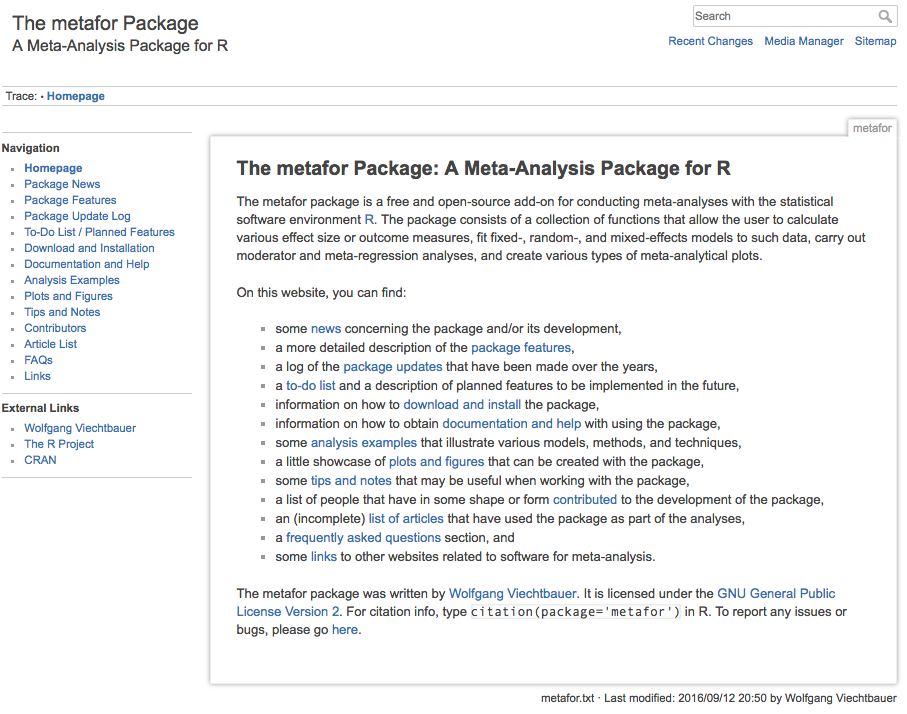 The metafor Package
A Meta-Analysis Package for R
Search
Recent Changes Media Manager Sitemap
Trace: • Homepage
metafor
Navigation
Homepage
Package News
Package Features
Package Update Log
To-Do List / Planned Features
Download and Installation
Documentation and Help
Analysis Examples
Plots and Figures
Tips and Notes
Contributors
Article List
FAQs
Links
External Links
Wolfgang Viechtbauer
The R Project
CRAN
The metafor Package: A Meta-Analysis Package for R
The metafor package is a free and open-source add-on for conducting meta-analyses with the statistical
software environment R. The package consists of a collection of functions that allow the user to calculate
various effect size or outcome measures, fit fixed-, random-, and mixed-effects models to such data, carry out
moderator and meta-regression analyses, and create various types of meta-analytical plots.
On this website, you can find:
some news concerning the package and/or its development,
a more detailed description of the package features,
a log of the package updates that have been made over the years,
a to-do list and a description of planned features to be implemented in the future,
information on how to download and install the package,
information on how to obtain documentation and help with using the package,
some analysis examples that illustrate various models, methods, and techniques,
a little showcase of plots and figures that can be created with the package,
some tips and notes that may be useful when working with the package,
a list of people that have in some shape or form contributed to the development of the package,
an (incomplete) list of articles that have used the package as part of the analyses,
a frequently asked questions section, and
some links to other websites related to software for meta-analysis.
The metafor package was written by Wolfgang Viechtbauer. It is licensed under the GNU General Public
License Version 2. For citation info, type citation(package='metafor') in R. To report any issues or
bugs, please go here.
metafor.txt · Last modified: 2016/09/12 20:50 by Wolfgang Viechtbauer